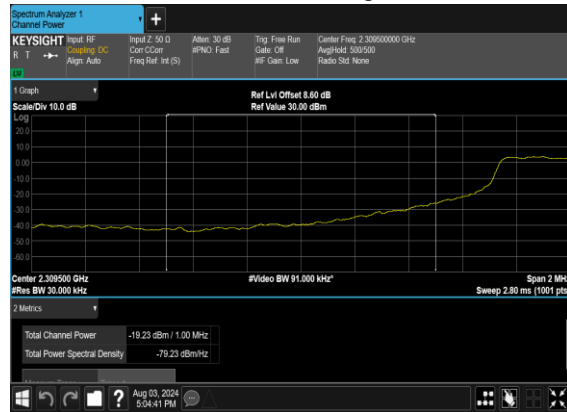 Spectrum Analyzer 1
Channel Power
+
KEYSIGHT Input: RF Input Z: 50 Ω Atten: 30 dB Trig: Free Run Center Freq: 2.309500000 GHz
R T Coupling: DC Corr CCorr #PNO: Fast Gate: Off Avg|Hold: 500/500
Align: Auto Freq Ref: Int (S) #IF Gain: Low Radio Std: None
1 Graph
Ref Lvl Offset 8.60 dB
Scale/Div 10.0 dB Ref Value 30.00 dBm
Log
20.0
10.0
0.00
-10.0
-20.0
-30.0
-40.0
-50.0
-60.0
Center 2.309500 GHz #Video BW 91.000 kHz* Span 2 MH
#Res BW 30.000 kHz Sweep 2.80 ms (1001 pts
2 Metrics
Total Channel Power -19.23 dBm / 1.00 MHz
Total Power Spectral Density -79.23 dBm/Hz
?
Aug 03, 2024
5:04:41 PM